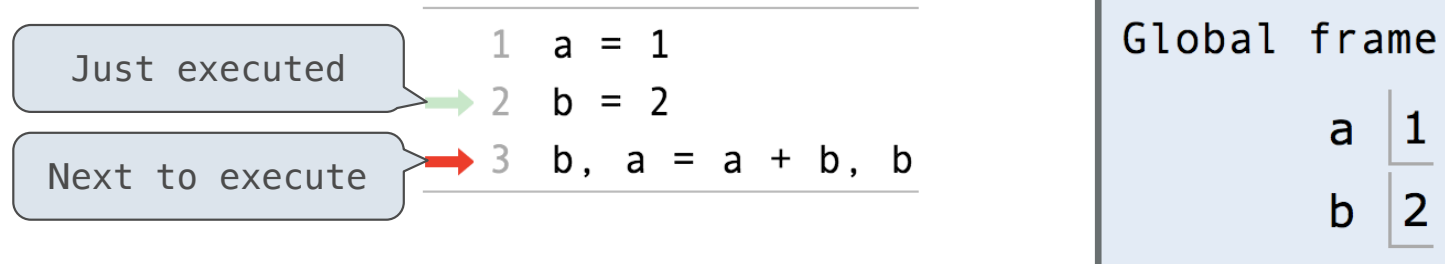 Just executed
Next to execute
1 a = 1
2 b = 2
3 b, a = a + b, b
Global frame
a 1
b 2